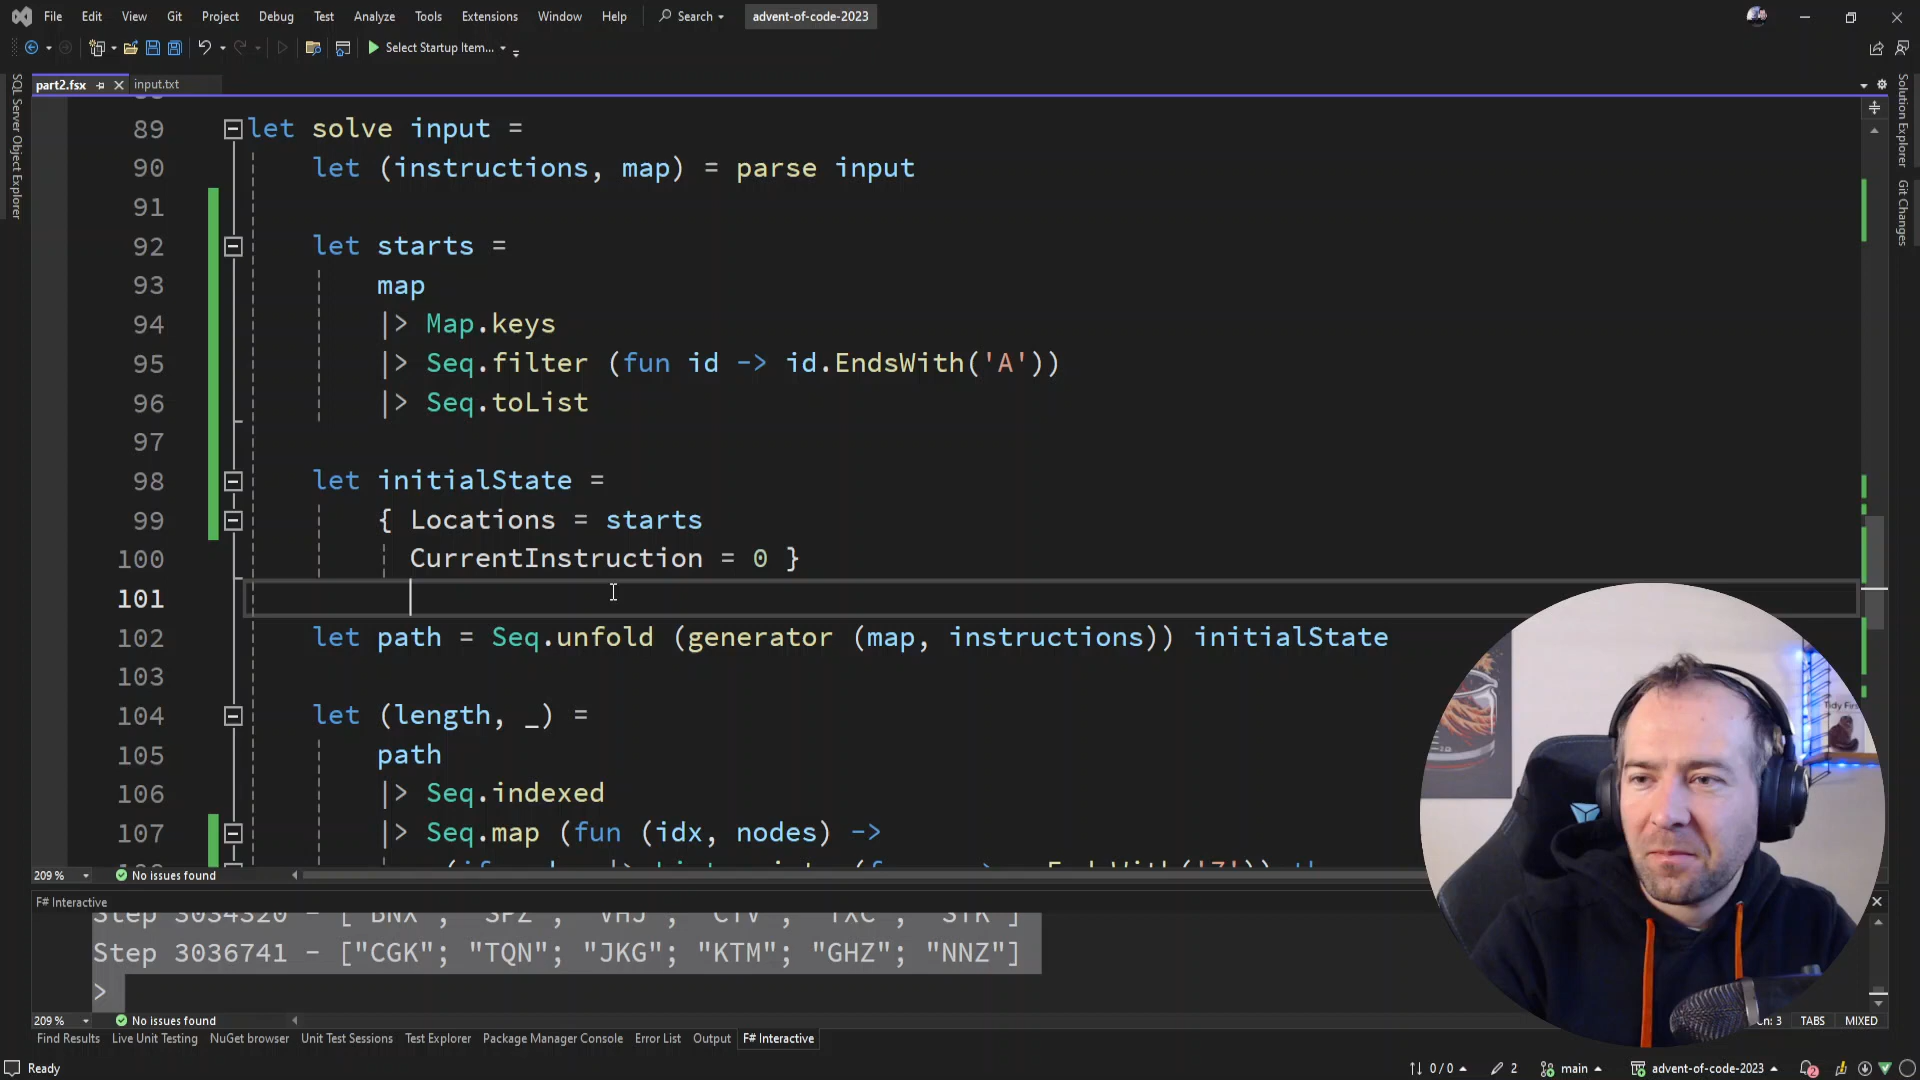 File Edit View Git Project Debug Test Analyze Tools Extensions Window Help Search advent-of-code-2023
Select Startup Item...
part2.fsx input.txt
SQL Server Object Explorer
Solution Explorer
Git Changes
89 let solve input =
90 let (instructions, map) = parse input
91
92 let starts =
93 map
94 |> Map.keys
95 |> Seq.filter (fun id -> id.EndsWith('A'))
96 |> Seq.toList
97
98 let initialState =
99 { Locations = starts
100 CurrentInstruction = 0 }
101
102 let path = Seq.unfold (generator (map, instructions)) initialState
103
104 let (length, _) =
105 path
106 |> Seq.indexed
107 |> Seq.map (fun (idx, nodes) ->
Tidy First
209 % No issues found
F# Interactive
Step 3034320 - [
Step 3036741 - ["CGK"; "TQN"; "JKG"; "KTM"; "GHZ"; "NNZ"]
>
209 % No issues found Ln: 3 TABS MIXED
Find Results Live Unit Testing NuGet browser Unit Test Sessions Test Explorer Package Manager Console Error List Output F# Interactive
Ready 0 / 0 2 main advent-of-code-2023 2